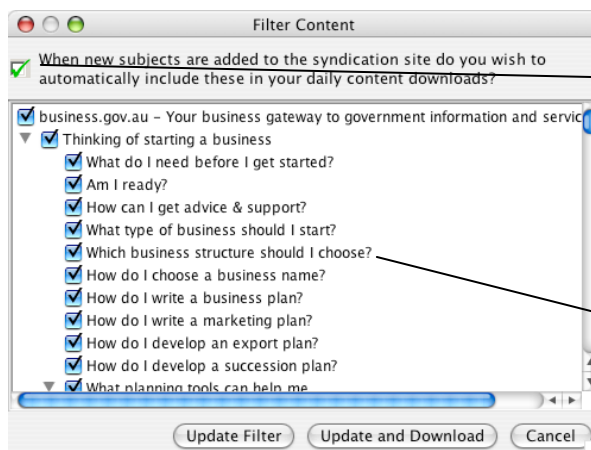 Filter Content
When new subjects are added to the syndication site do you wish to
automatically include these in your daily content downloads?
business.gov.au – Your business gateway to government information and servic
Thinking of starting a business
What do I need before I get started?
Am I ready?
How can I get advice & support?
What type of business should I start?
Which business structure should I choose?
How do I choose a business name?
How do I write a business plan?
How do I write a marketing plan?
How do I develop an export plan?
How do I develop a succession plan?
What planning tools can help me
Update Filter Update and Download Cancel